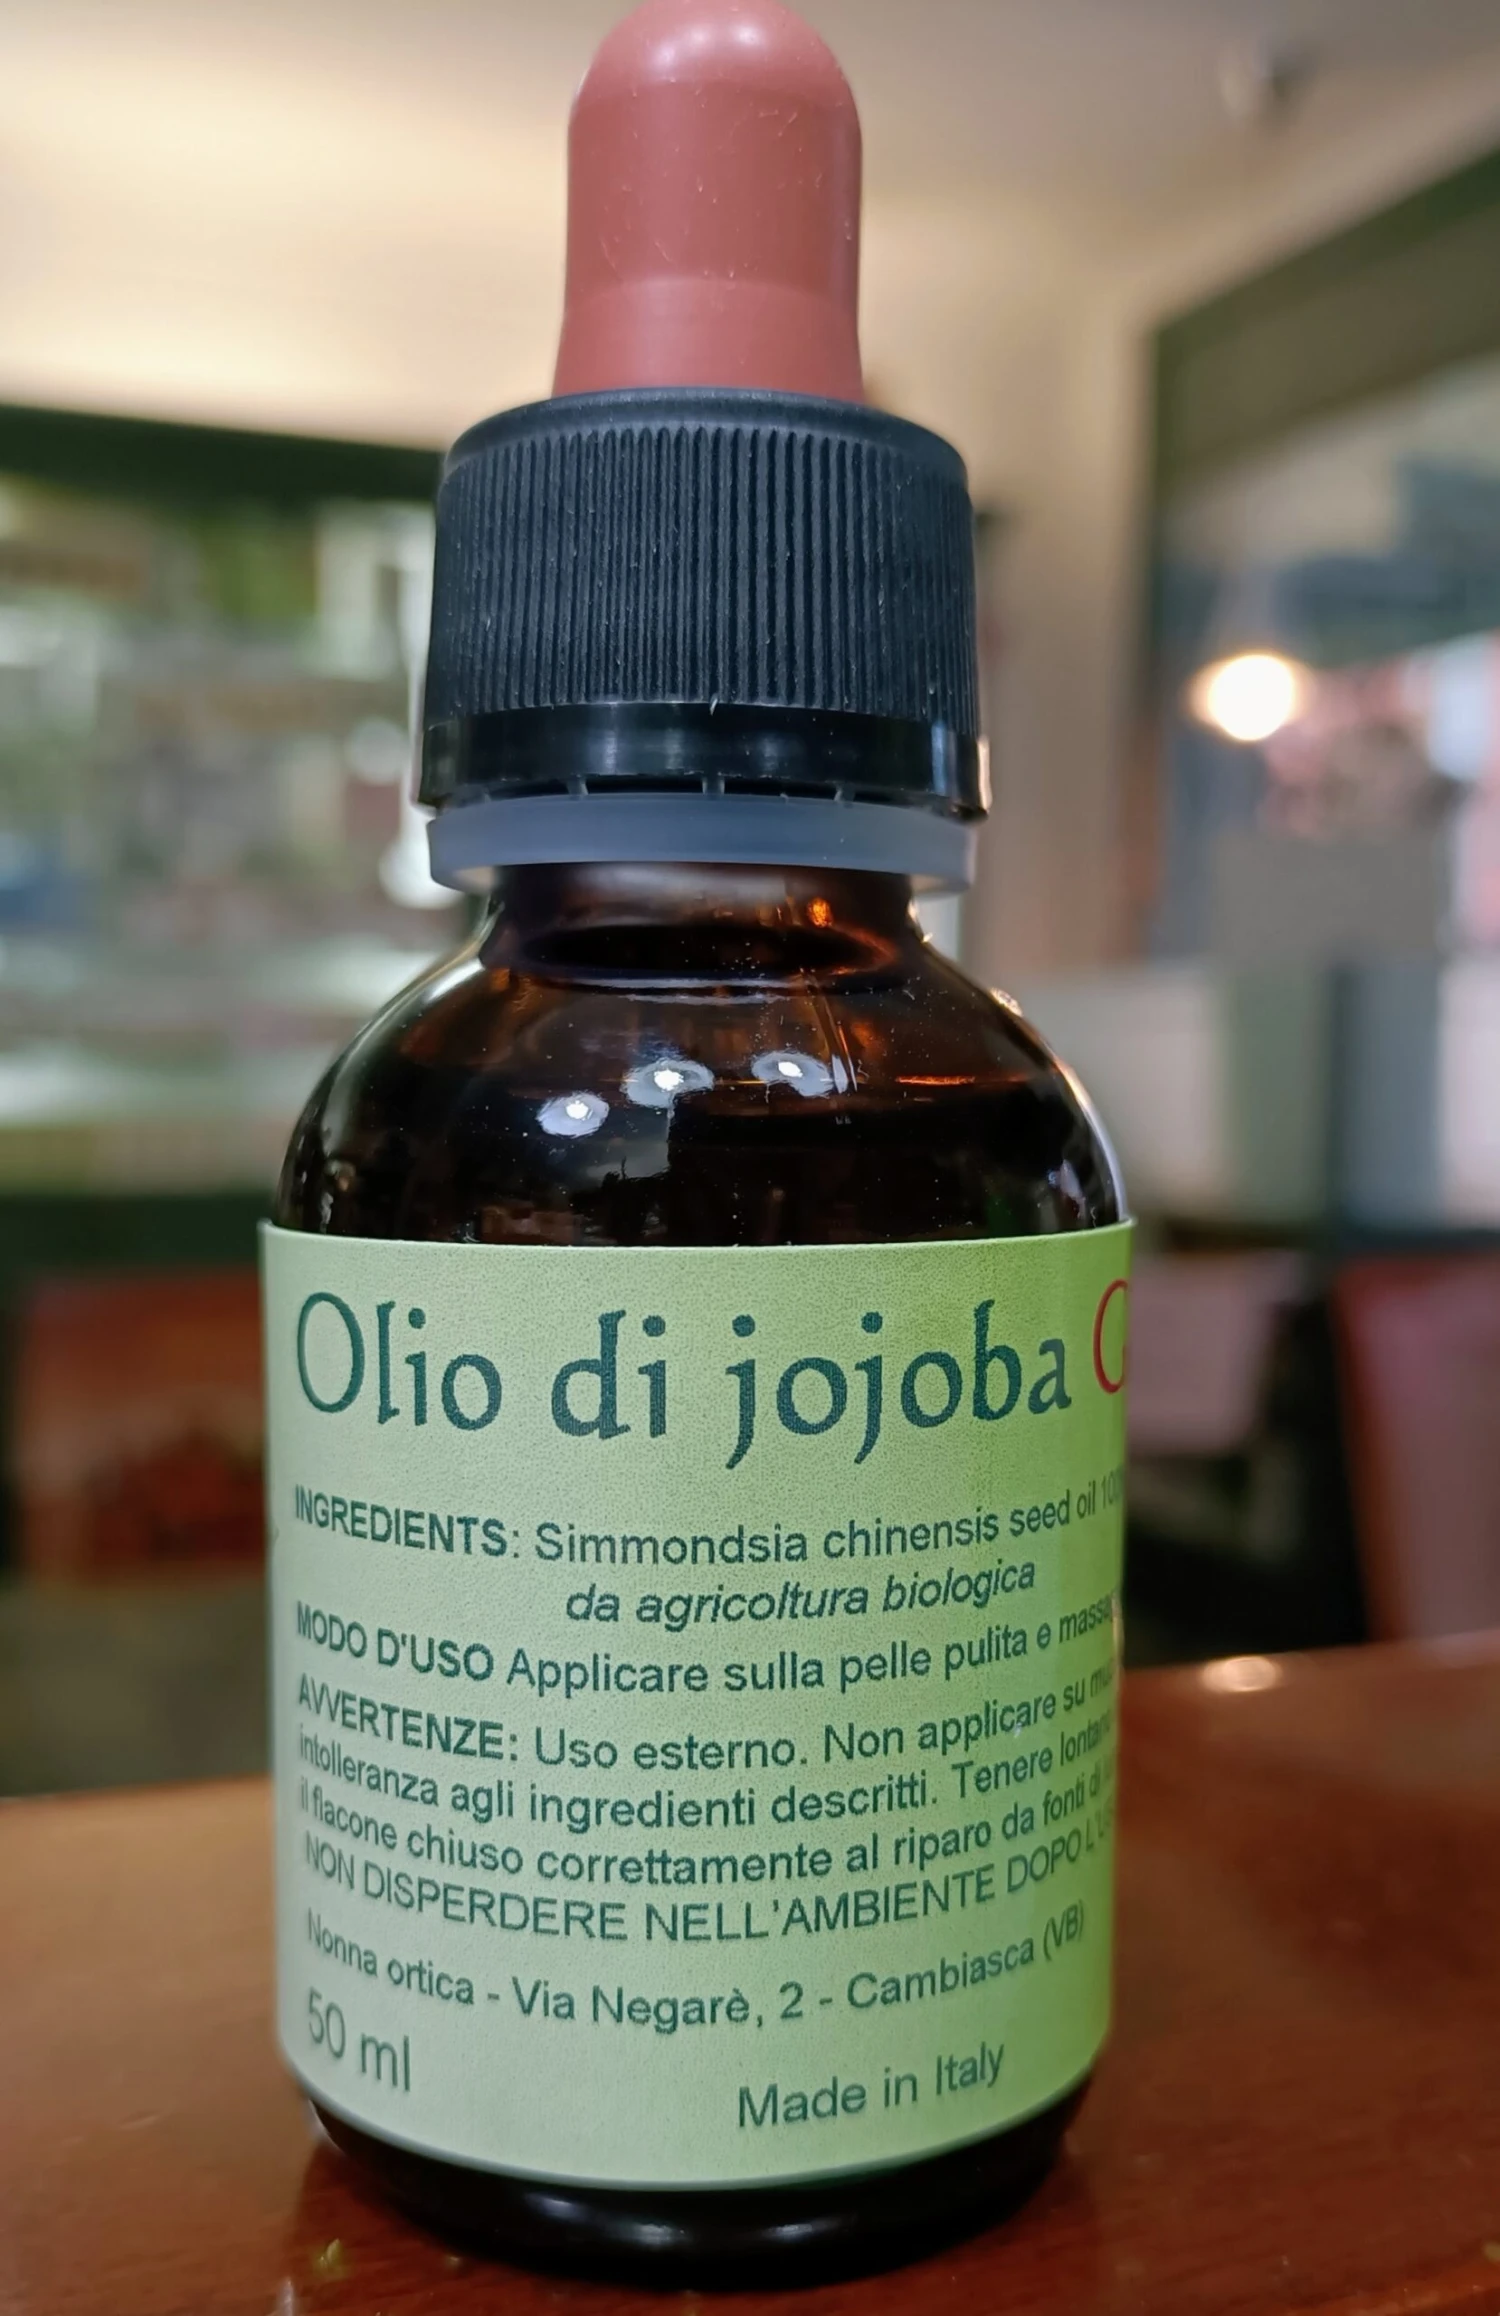 Olio di jojoba
INGREDIENTS: Simmondsia chinensis seed oil
da agricoltura biologica
MODO D'USO Applicare sulla pelle pulita e
AVVERTENZE: Uso esterno. Non applicare su
intolleranza agli ingredienti descritti. Tenere
il flacone chiuso correttamente al riparo da fonti di
NON DISPERDERE NELL'AMBIENTE DOPO
Nonna ortica - Via Negarè, 2 - Cambiasca (VB)
50 ml
Made in Italy